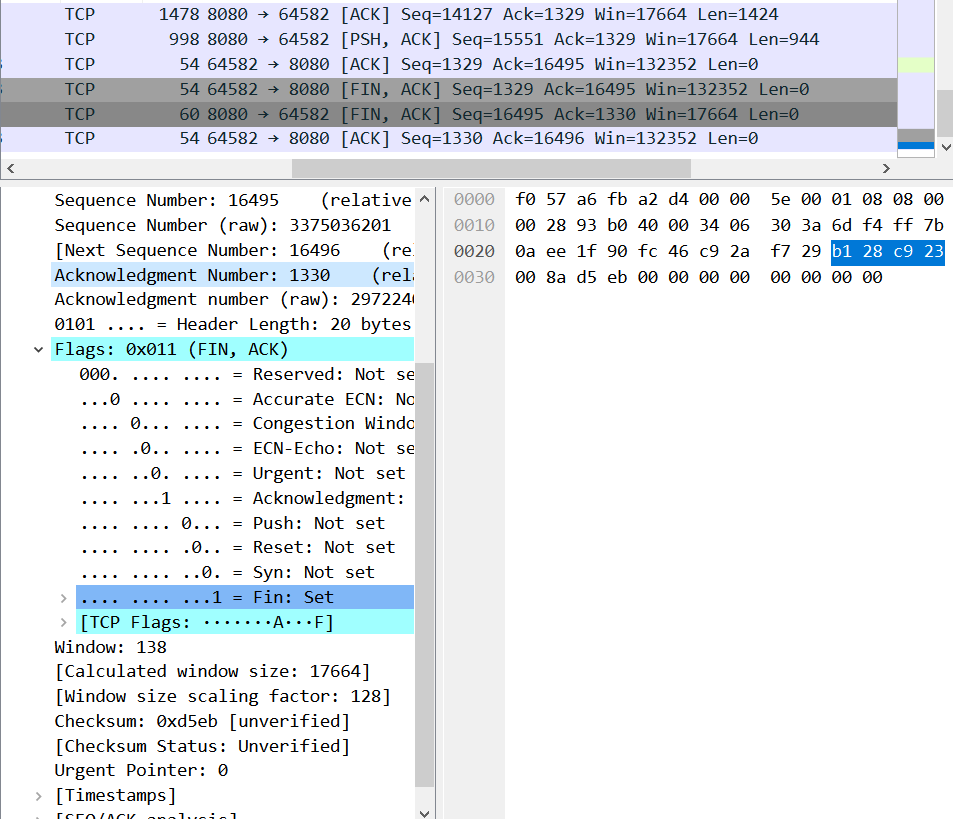 TCP 1478 8080 → 64582 [ACK] Seq=14127 Ack=1329 Win=17664 Len=1424
TCP 998 8080 → 64582 [PSH, ACK] Seq=15551 Ack=1329 Win=17664 Len=944
TCP 54 64582 → 8080 [ACK] Seq=1329 Ack=16495 Win=132352 Len=0
TCP 54 64582 → 8080 [FIN, ACK] Seq=1329 Ack=16495 Win=132352 Len=0
TCP 60 8080 → 64582 [FIN, ACK] Seq=16495 Ack=1330 Win=17664 Len=0
TCP 54 64582 → 8080 [ACK] Seq=1330 Ack=16496 Win=132352 Len=0
Sequence Number: 16495 (relative
Sequence Number (raw): 3375036201
[Next Sequence Number: 16496 (re
Acknowledgment Number: 1330 (rela
Acknowledgment number (raw): 2972240
0101 .... = Header Length: 20 bytes
Flags: 0x011 (FIN, ACK)
000. .... .... = Reserved: Not se
...0 .... .... = Accurate ECN: No
.... 0... .... = Congestion Windo
.... .0.. .... = ECN-Echo: Not se
.... ..0. .... = Urgent: Not set
.... ...1 .... = Acknowledgment:
.... .... 0... = Push: Not set
.... .... .0.. = Reset: Not set
.... .... ..0. = Syn: Not set
.... .... ...1 = Fin: Set
[TCP Flags: ·······A···F]
Window: 138
[Calculated window size: 17664]
[Window size scaling factor: 128]
Checksum: 0xd5eb [unverified]
[Checksum Status: Unverified]
Urgent Pointer: 0
[Timestamps]
[SEQ/ACK analysis]
0000 f0 57 a6 fb a2 d4 00 00 5e 00 01 08 08 00
0010 00 28 93 b0 40 00 34 06 30 3a 6d f4 ff 7b
0020 0a ee 1f 90 fc 46 c9 2a f7 29 b1 28 c9 23
0030 00 8a d5 eb 00 00 00 00 00 00 00 00